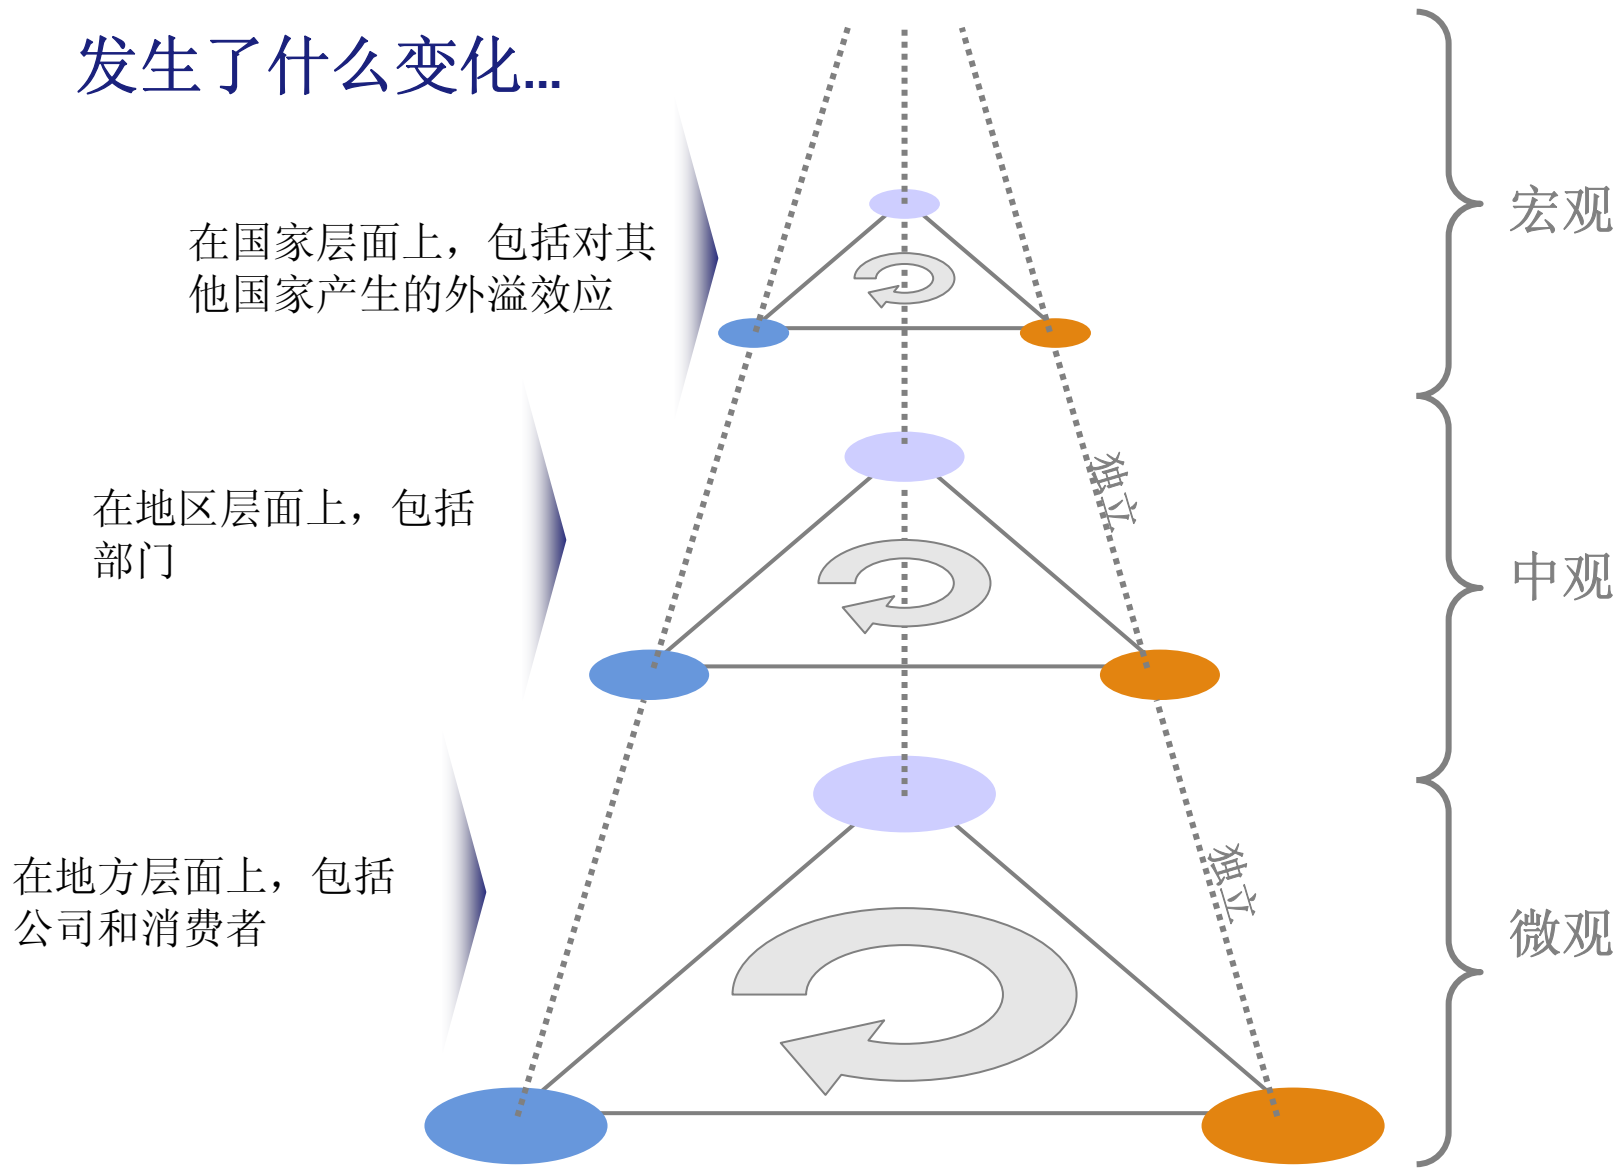 发生了什么变化...
在国家层面上，包括对其
他国家产生的外溢效应
宏观
在地区层面上，包括
部门
独立
中观
在地方层面上，包括
公司和消费者
独立
微观